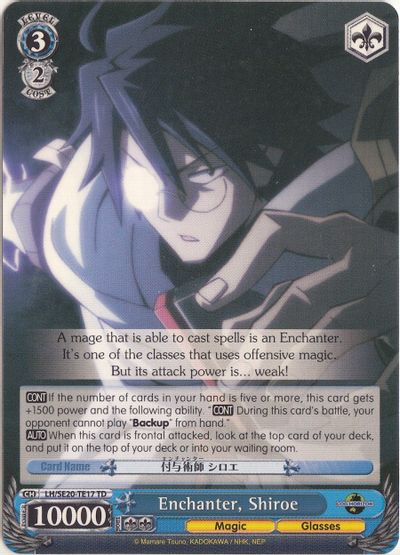 LEVEL
3
2
COST
A mage that is able to cast spells is an Enchanter.
It's one of the classes that uses offensive magic.
But its attack power is... weak!
CONT If the number of cards in your hand is five or more, this card gets
+1500 power and the following ability. "CONT During this card's battle, your
opponent cannot play "Backup" from hand."
AUTO When this card is frontal attacked, look at the top card of your deck,
and put it on the top of your deck or into your waiting room.
Card Name
エンチャンター
付与術師 シロエ
CH LH/SE20-TE17 TD
POWER
10000
Enchanter, Shiroe
Magic
Glasses
LOG HORIZON
© Mamare Touno, KADOKAWA / NHK, NEP